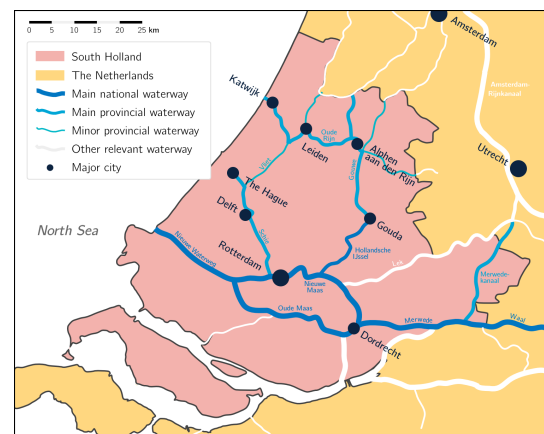 0 5 10 15 20 25 km
South Holland
The Netherlands
Main national waterway
Main provincial waterway
Minor provincial waterway
Other relevant waterway
Major city
Amsterdam
Amsterdam-
Rijnkanaal
Katwijk
Oude
Rijn
Leiden
Alphen
aan den Rijn
Utrecht
Vliet
Gouwe
The Hague
Delft
Schie
Gouda
North Sea
Nieuwe Waterweg
Rotterdam
Hollandsche
IJssel
Lek
Merwede-
kanaal
Nieuwe
Maas
Oude Maas
Merwede
Waal
Dordrecht